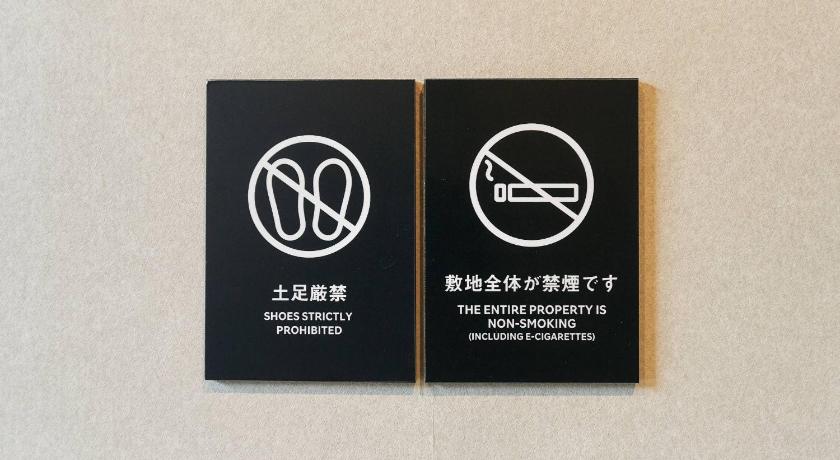 土足厳禁
SHOES STRICTLY
PROHIBITED
敷地全体が禁煙です
THE ENTIRE PROPERTY IS
NON-SMOKING
(INCLUDING E-CIGARETTES)